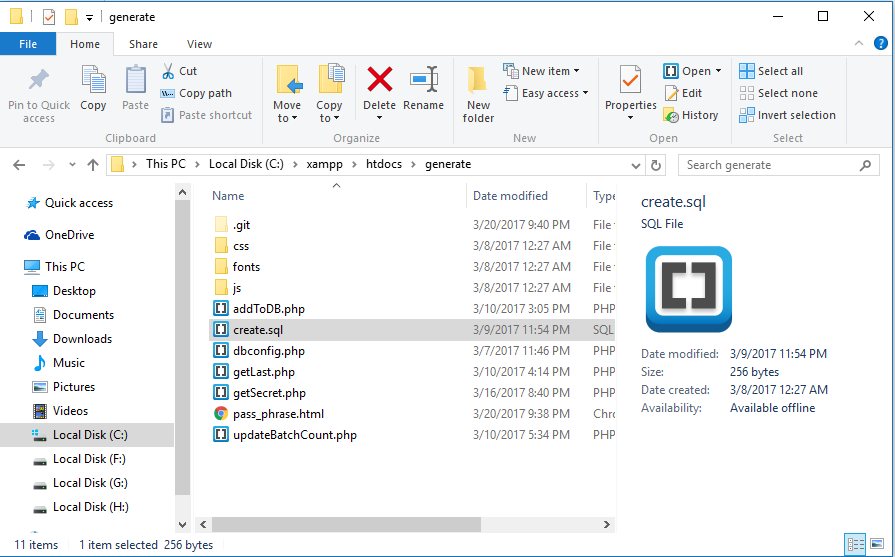 generate
File Home Share View
Pin to Quick access
Copy
Paste
Cut
Copy path
Paste shortcut
Clipboard
Move to
Copy to
Delete
Rename
Organize
New folder
New item
Easy access
New
Properties
Open
Edit
History
Open
Select all
Select none
Invert selection
Select
This PC > Local Disk (C:) > xampp > htdocs > generate
Search generate
Quick access
OneDrive
This PC
Desktop
Documents
Downloads
Music
Pictures
Videos
Local Disk (C:)
Local Disk (F:)
Local Disk (G:)
Local Disk (H:)
Name Date modified Type
.git 3/20/2017 9:40 PM File
css 3/8/2017 12:27 AM File
fonts 3/8/2017 12:27 AM File
js 3/8/2017 12:27 AM File
addToDB.php 3/10/2017 3:05 PM PHP
create.sql 3/9/2017 11:54 PM SQL
dbconfig.php 3/7/2017 11:46 PM PHP
getLast.php 3/10/2017 4:14 PM PHP
getSecret.php 3/16/2017 8:40 PM PHP
pass_phrase.html 3/20/2017 9:38 PM Chro
updateBatchCount.php 3/10/2017 5:34 PM PHP
create.sql
SQL File
Date modified: 3/9/2017 11:54 PM
Size: 256 bytes
Date created: 3/8/2017 12:27 AM
Availability: Available offline
11 items 1 item selected 256 bytes